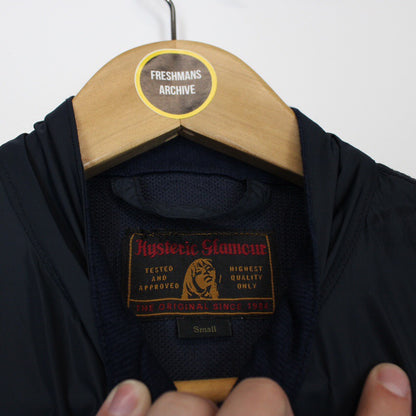 FRESHMANS
ARCHIVE
Hysteric Glamour
TESTED AND APPROVED
HIGHEST QUALITY ONLY
THE ORIGINAL SINCE 1984
Small